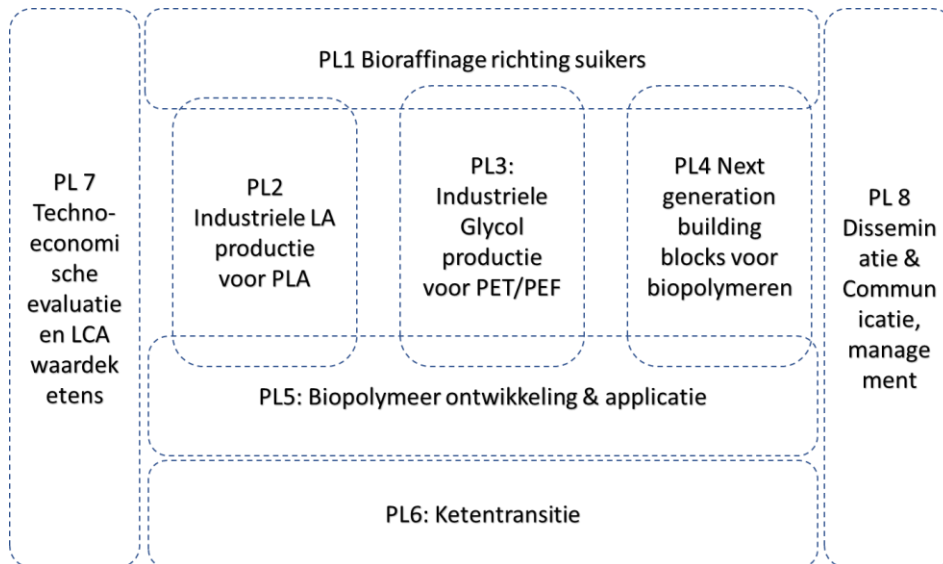 PL1 Bioraffinage richting suikers
PL 7
Techno-
economi
sche
evaluatie
en LCA
waardek
etens
PL2
Industriele LA
productie
voor PLA
PL3:
Industriele
Glycol
productie
voor PET/PEF
PL4 Next
generation
building
blocks voor
biopolymeren
PL 8
Dissemin
atie &
Commun
icatie,
manage
ment
PL5: Biopolymeer ontwikkeling & applicatie
PL6: Ketentransitie